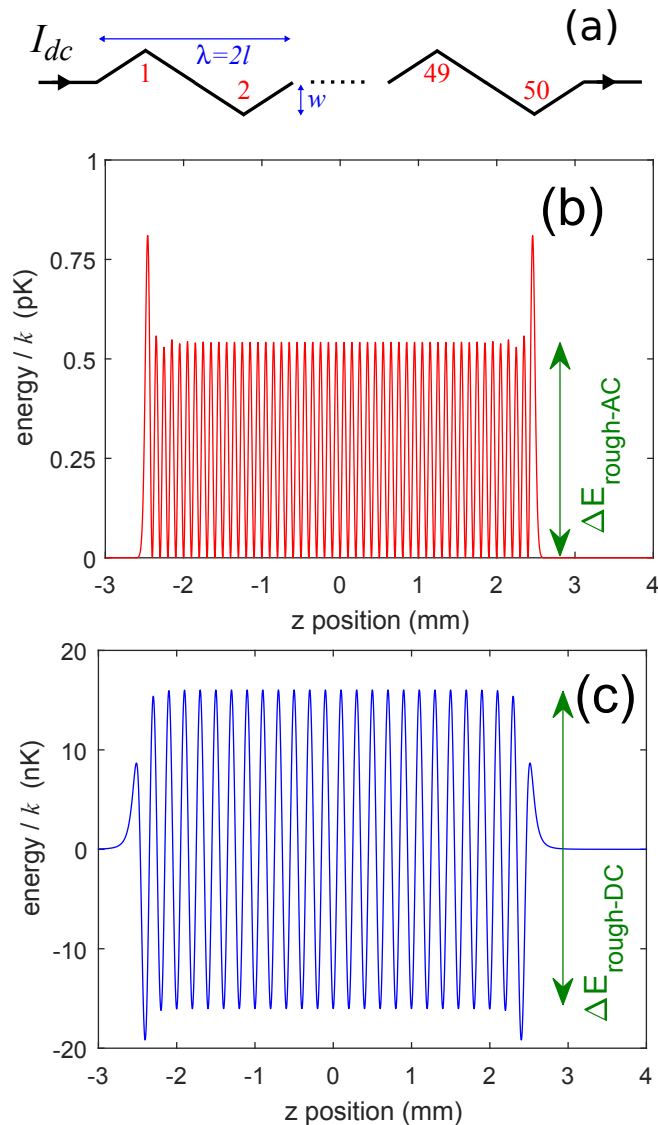 I_dc λ=2l (a)
1 2 w 49 50
(b)
1
0.75
0.5
0.25
0
energy / k (pK)
ΔE_rough-AC
-3 -2 -1 0 1 2 3 4
z position (mm)
(c)
20
10
0
-10
-20
energy / k (nK)
ΔE_rough-DC
-3 -2 -1 0 1 2 3 4
z position (mm)